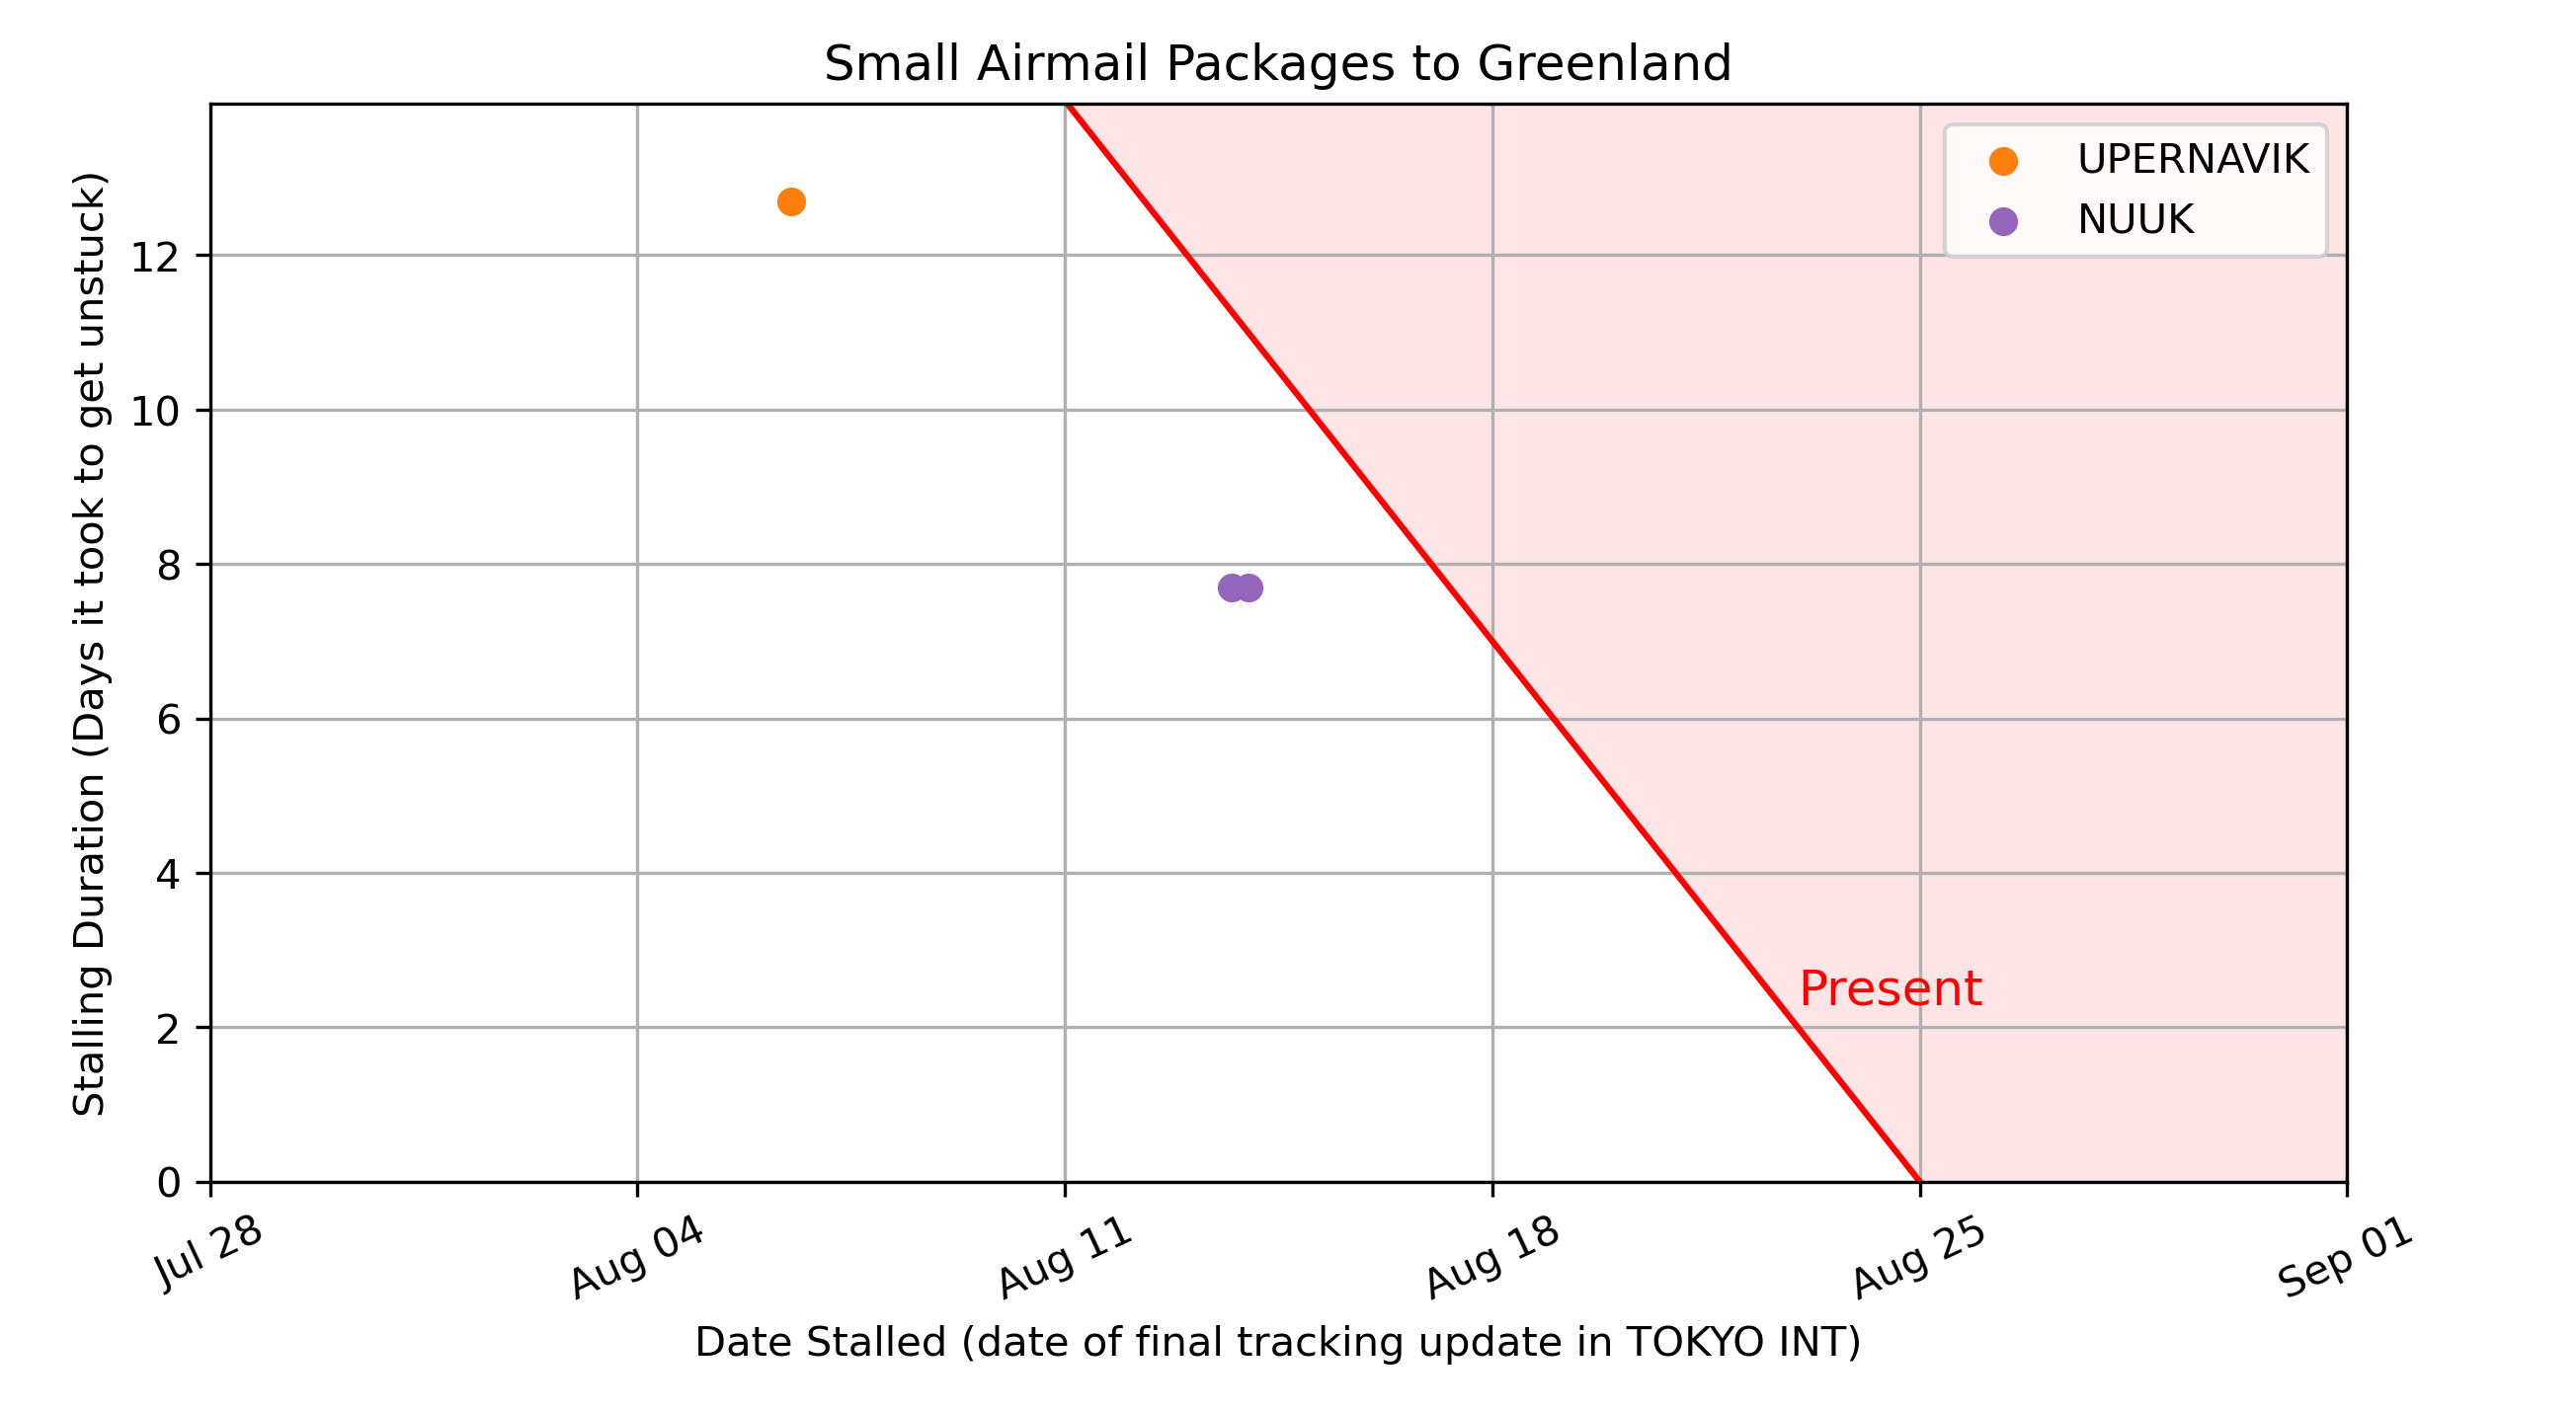 Small Airmail Packages to Greenland
UPERNAVIK
NUUK
Stalling Duration (Days it took to get unstuck)
12
10
8
6
4
2
0
Present
Jul 28
Aug 04
Aug 11
Aug 18
Aug 25
Sep 01
Date Stalled (date of final tracking update in TOKYO INT)